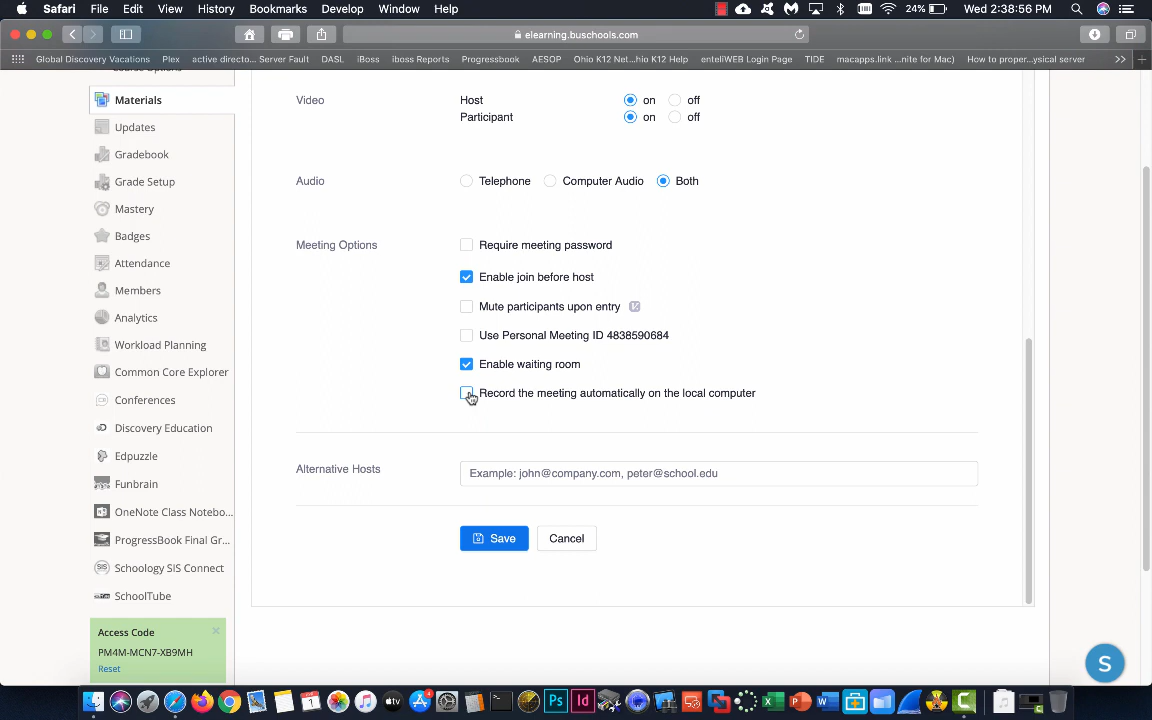 Safari File Edit View History Bookmarks Develop Window Help 24% Wed 2:38:56 PM
elearning.buschools.com
Global Discovery Vacations Plex active directo... Server Fault DASL iBoss iboss Reports Progressbook AESOP Ohio K12 Net...hio K12 Help enteliWEB Login Page TIDE macapps.link ...nite for Mac) How to proper...ysical server
Course Options
Materials
Updates
Gradebook
Grade Setup
Mastery
Badges
Attendance
Members
Analytics
Workload Planning
Common Core Explorer
Conferences
Discovery Education
Edpuzzle
Funbrain
OneNote Class Notebo...
ProgressBook Final Gr...
Schoology SIS Connect
SchoolTube
Access Code
PM4M-MCN7-XB9MH
Reset
Video Host on off
Participant on off
Audio Telephone Computer Audio Both
Meeting Options Require meeting password
Enable join before host
Mute participants upon entry
Use Personal Meeting ID 4838590684
Enable waiting room
Record the meeting automatically on the local computer
Alternative Hosts Example: john@company.com, peter@school.edu
Save Cancel
S
Ps Id